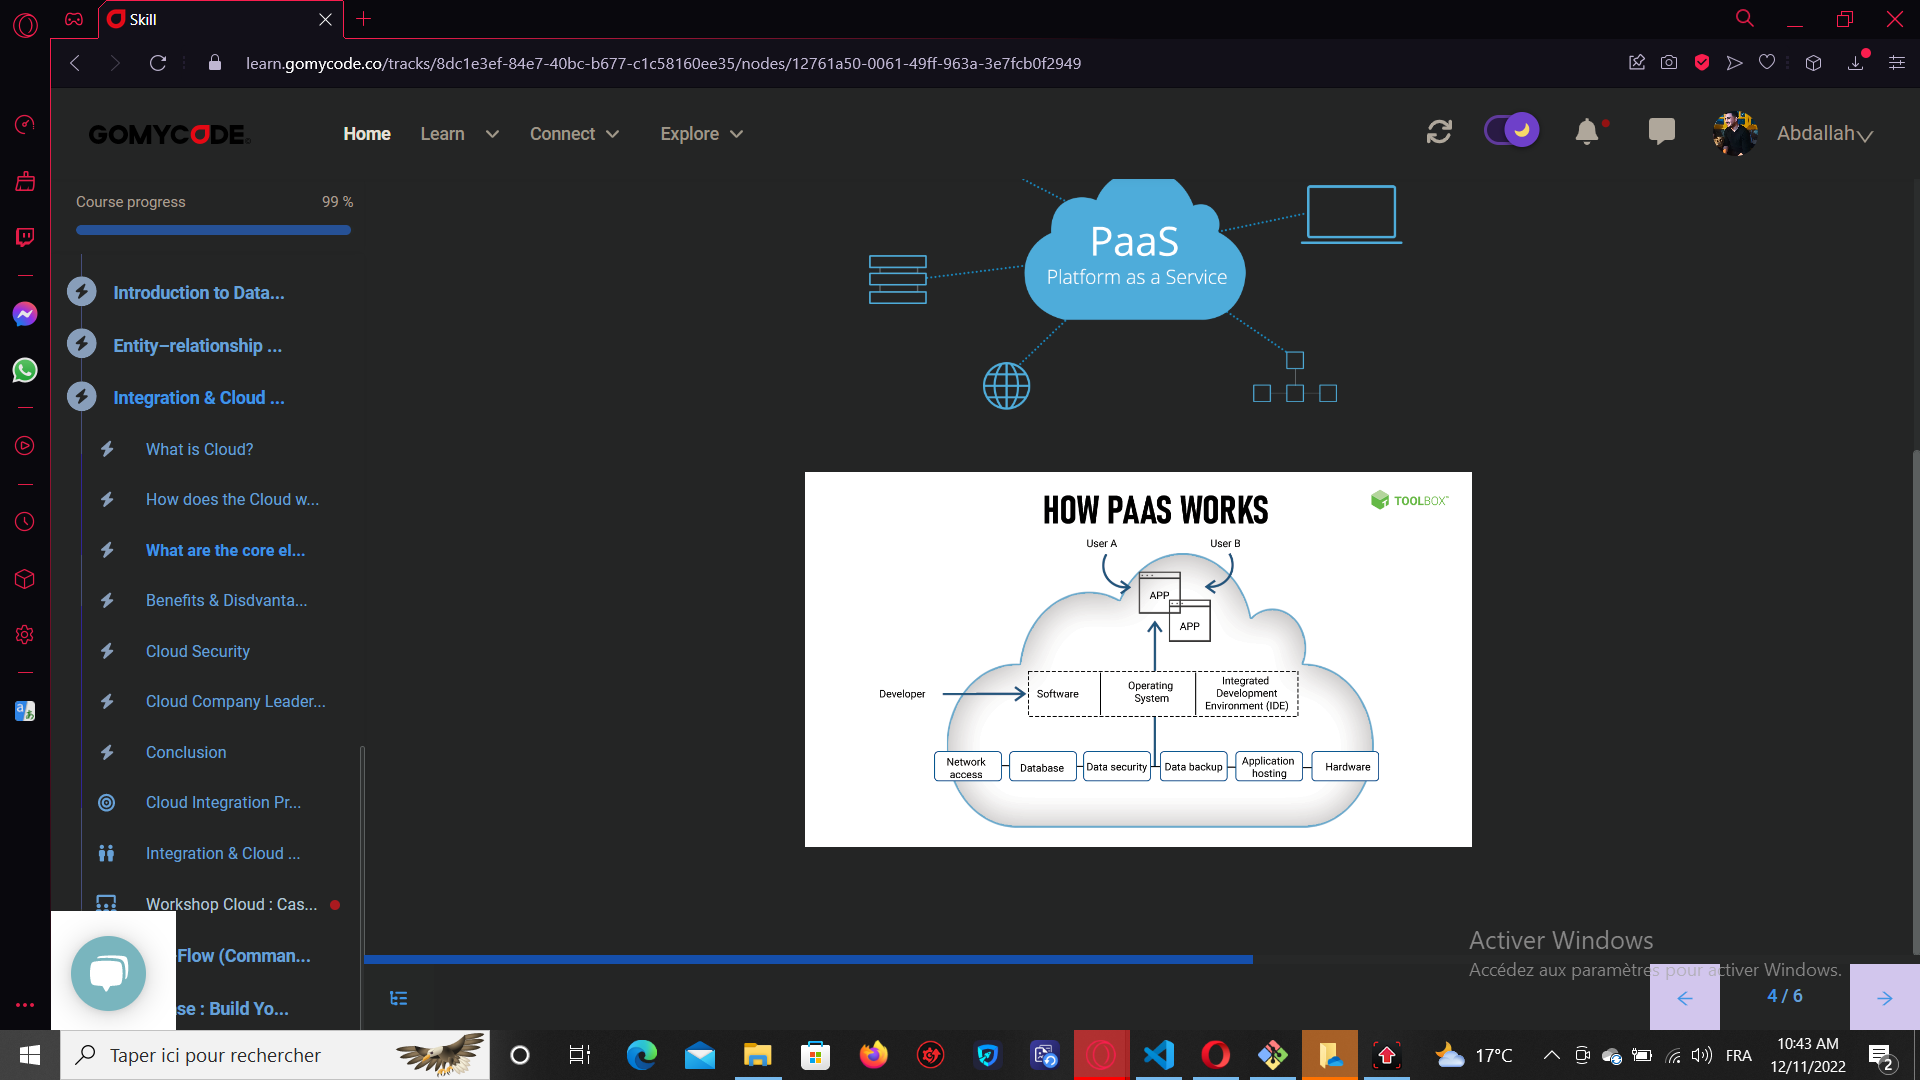 Skill
learn.gomycode.co/tracks/8dc1e3ef-84e7-40bc-b677-c1c58160ee35/nodes/12761a50-0061-49ff-963a-3e7fcb0f2949
GOMYCODE
Home
Learn
Connect
Explore
Abdallah
Course progress
99 %
Introduction to Data...
Entity–relationship ...
Integration & Cloud ...
What is Cloud?
How does the Cloud w...
What are the core el...
Benefits & Disdvanta...
Cloud Security
Cloud Company Leader...
Conclusion
Cloud Integration Pr...
Integration & Cloud ...
Workshop Cloud : Cas...
Flow (Comman...
se : Build Yo...
PaaS
Platform as a Service
HOW PAAS WORKS
TOOLBOX
User A
User B
APP
APP
Developer
Software
Operating
System
Integrated
Development
Environment (IDE)
Network
access
Database
Data security
Data backup
Application
hosting
Hardware
Activer Windows
Accédez aux paramètres pour activer Windows.
4 / 6
Taper ici pour rechercher
17°C
FRA
10:43 AM
12/11/2022
2